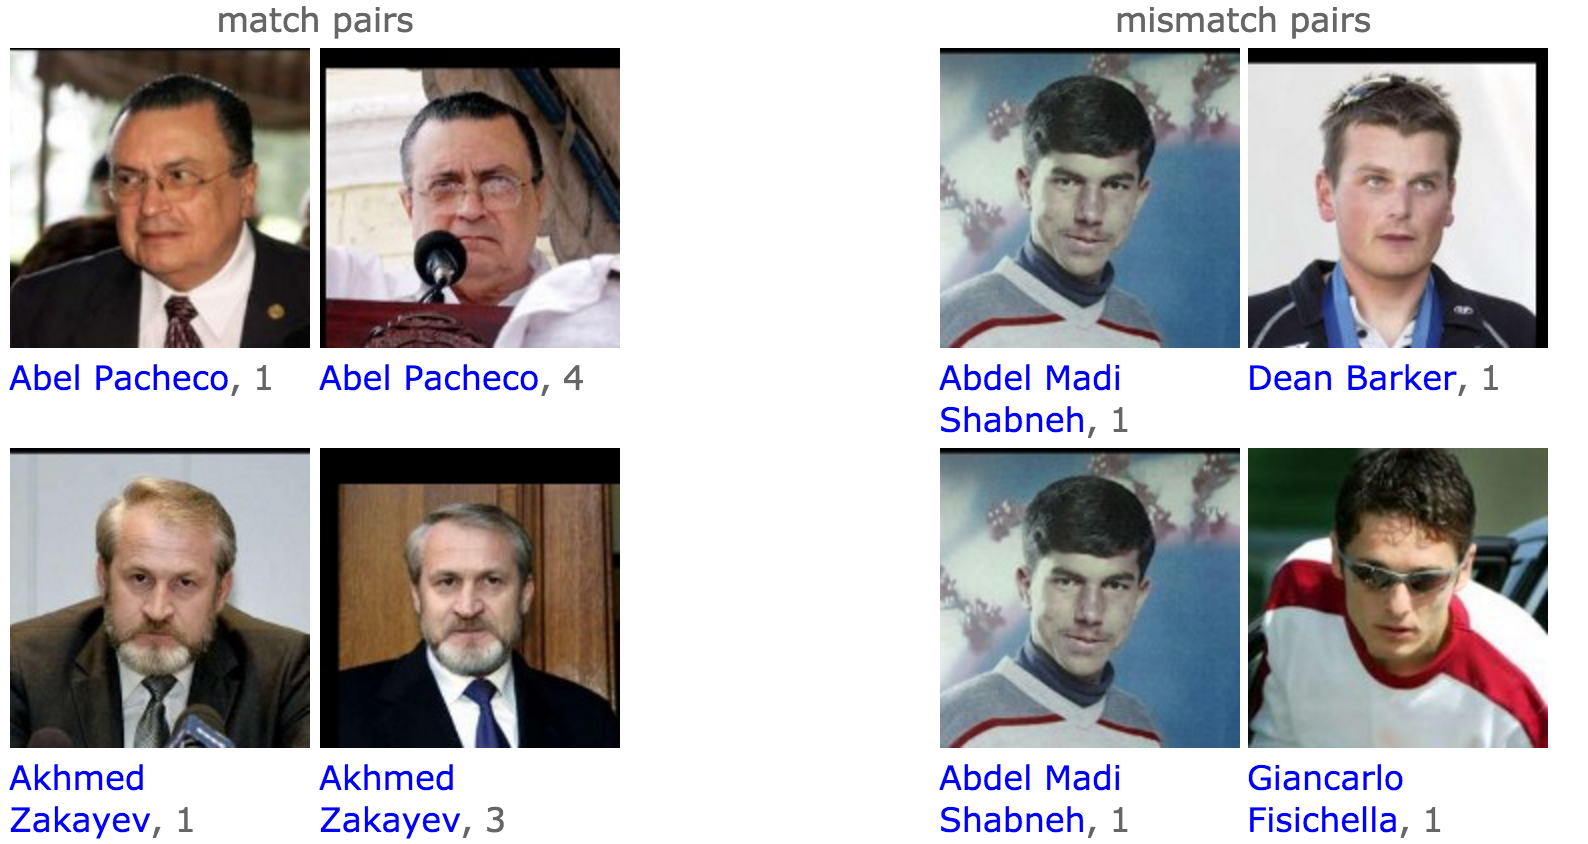 match pairs
mismatch pairs
Abel Pacheco, 1
Abel Pacheco, 4
Abdel Madi
Shabneh, 1
Dean Barker, 1
Akhmed
Zakayev, 1
Akhmed
Zakayev, 3
Abdel Madi
Shabneh, 1
Giancarlo
Fisichella, 1